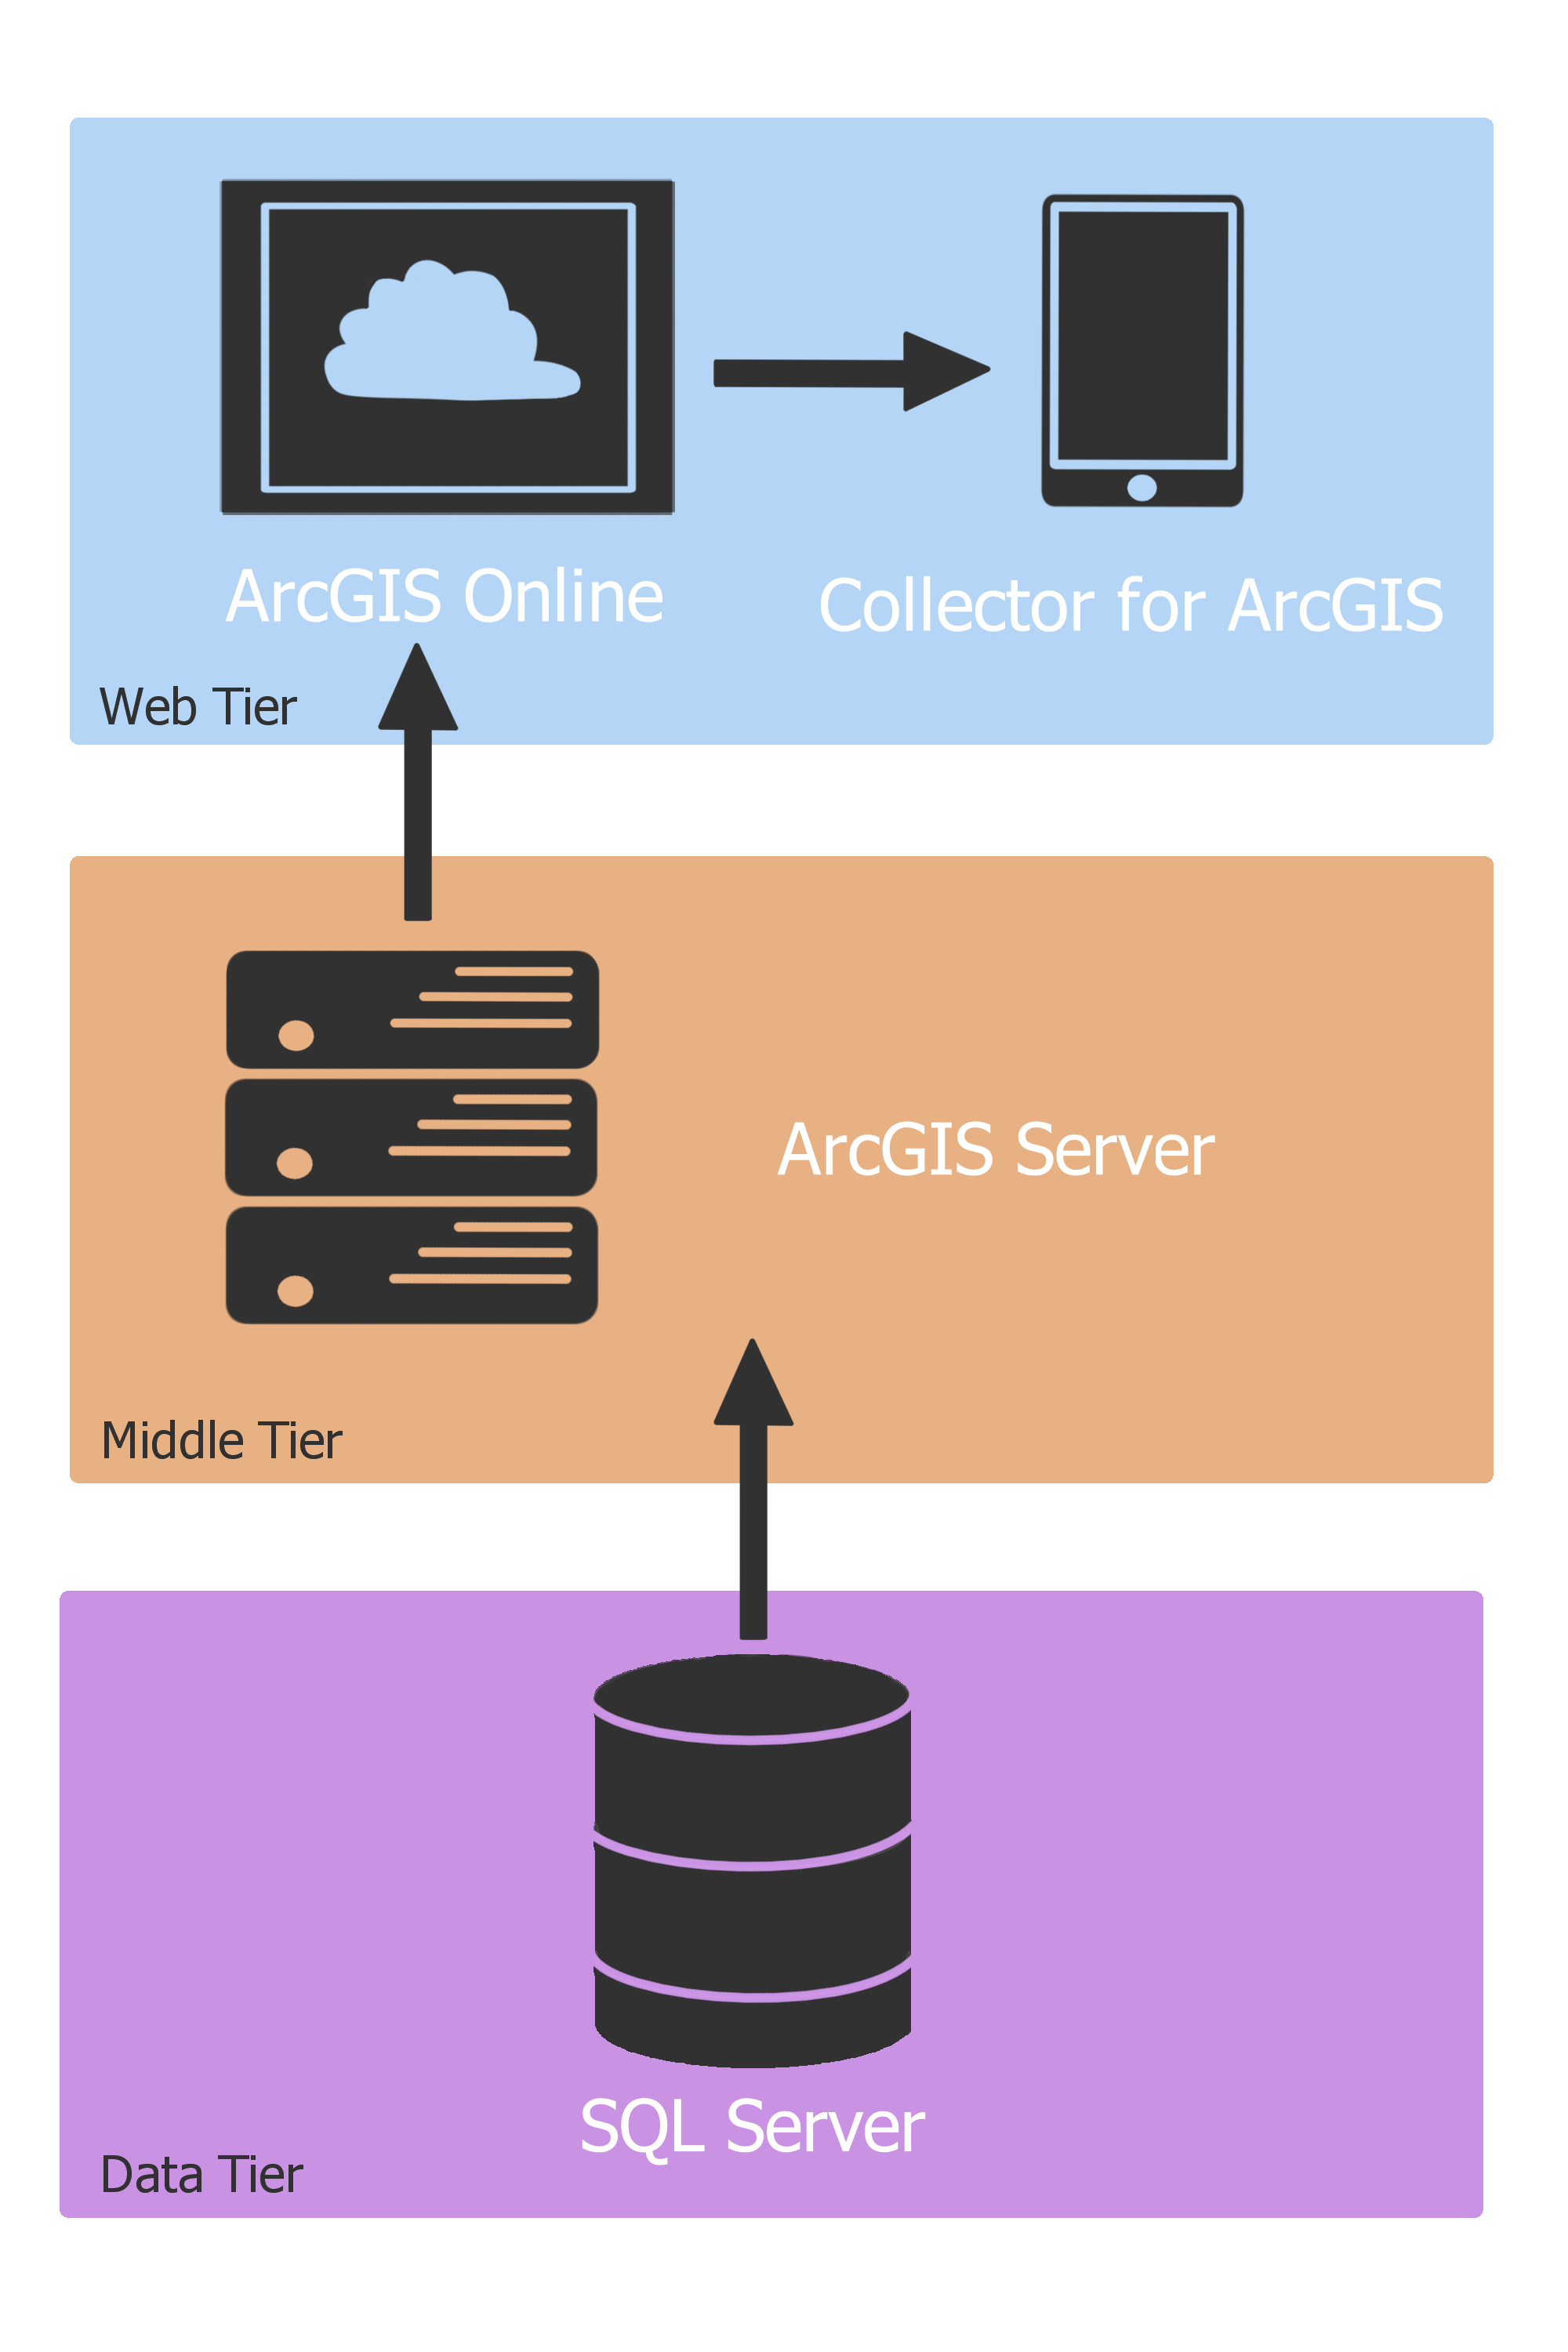 ArcGIS Online
Collector for ArcGIS
Web Tier
ArcGIS Server
Middle Tier
SQL Server
Data Tier